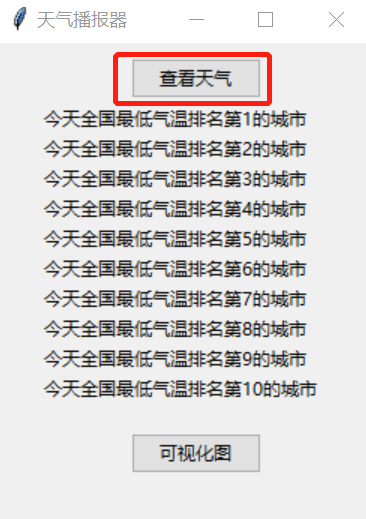 天气播报器
查看天气
今天全国最低气温排名第1的城市
今天全国最低气温排名第2的城市
今天全国最低气温排名第3的城市
今天全国最低气温排名第4的城市
今天全国最低气温排名第5的城市
今天全国最低气温排名第6的城市
今天全国最低气温排名第7的城市
今天全国最低气温排名第8的城市
今天全国最低气温排名第9的城市
今天全国最低气温排名第10的城市
可视化图